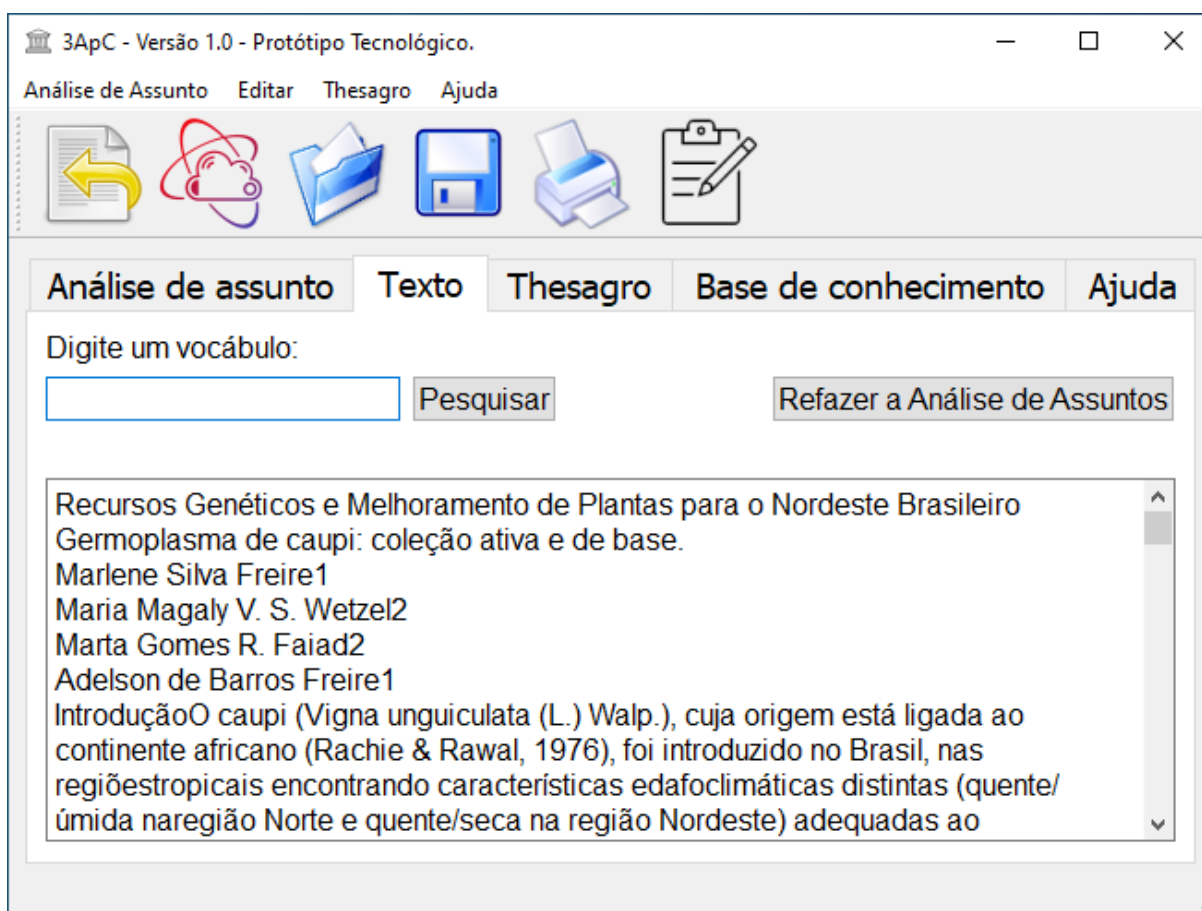 3ApC - Versão 1.0 - Protótipo Tecnológico.
Análise de Assunto Editar Thesagro Ajuda
Análise de assunto Texto Thesagro Base de conhecimento Ajuda
Digite um vocábulo:
Pesquisar Refazer a Análise de Assuntos
Recursos Genéticos e Melhoramento de Plantas para o Nordeste Brasileiro
Germoplasma de caupi: coleção ativa e de base.
Marlene Silva Freire1
Maria Magaly V. S. Wetzel2
Marta Gomes R. Faiad2
Adelson de Barros Freire1
IntroduçãoO caupi (Vigna unguiculata (L.) Walp.), cuja origem está ligada ao
continente africano (Rachie & Rawal, 1976), foi introduzido no Brasil, nas
regiõestropicais encontrando características edafoclimáticas distintas (quente/
úmida naregião Norte e quente/seca na região Nordeste) adequadas ao